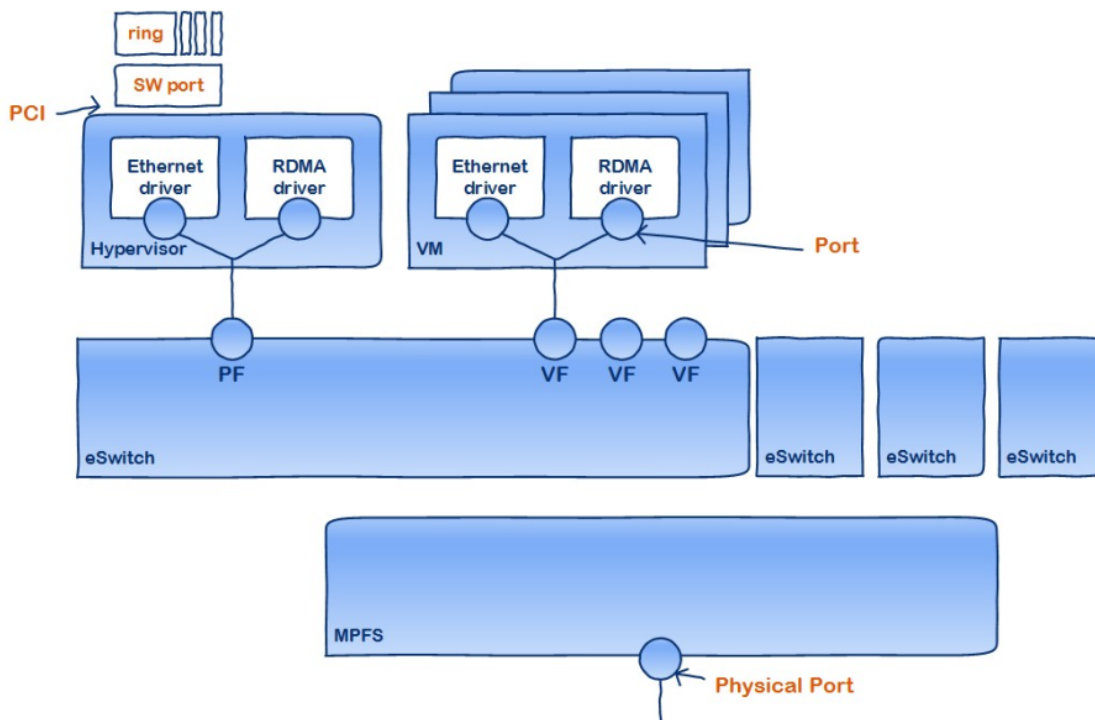 ring
SW port
PCI
Ethernet
driver
RDMA
driver
Hypervisor
Ethernet
driver
RDMA
driver
VM
Port
PF
VF
VF
VF
eSwitch
eSwitch
eSwitch
eSwitch
MPFS
Physical Port